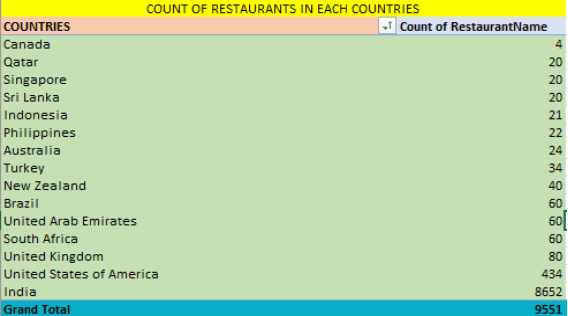 COUNT OF RESTAURANTS IN EACH COUNTRIES
COUNTRIES Count of RestaurantName
Canada 4
Qatar 20
Singapore 20
Sri Lanka 20
Indonesia 21
Philippines 22
Australia 24
Turkey 34
New Zealand 40
Brazil 60
United Arab Emirates 60
South Africa 60
United Kingdom 80
United States of America 434
India 8652
Grand Total 9551